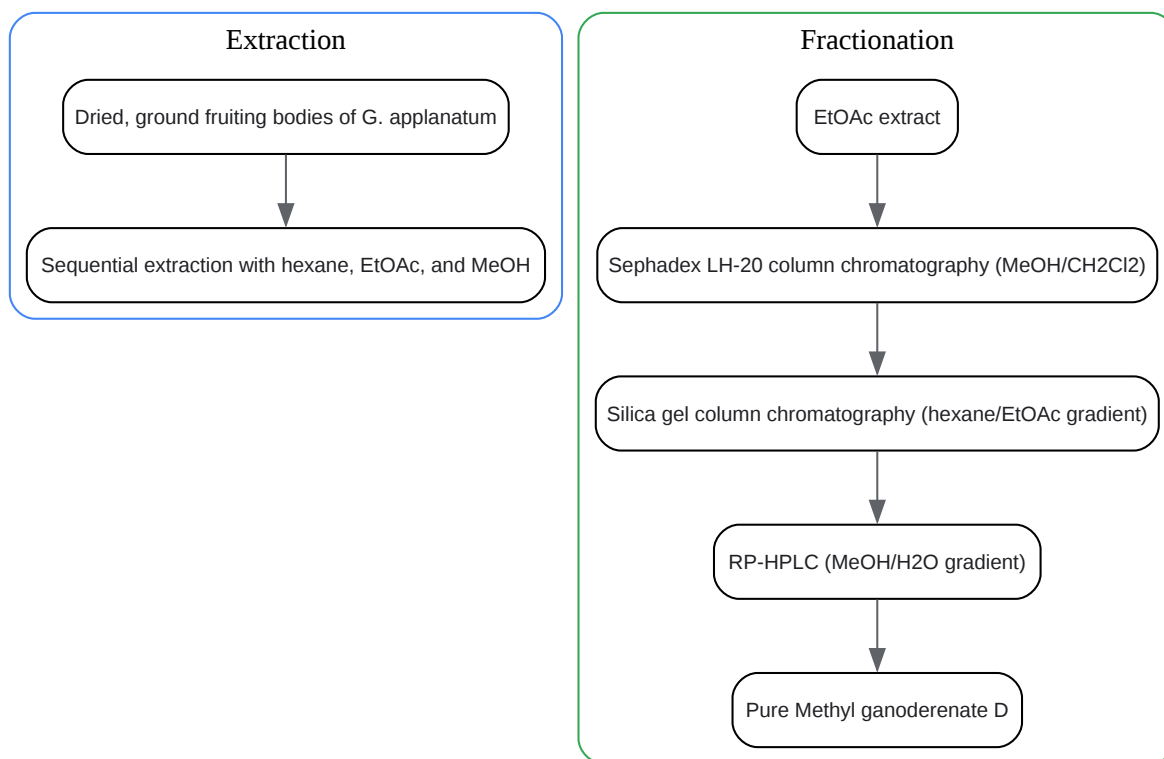 Extraction
Dried, ground fruiting bodies of G. applanatum
Sequential extraction with hexane, EtOAc, and MeOH
Fractionation
EtOAc extract
Sephadex LH-20 column chromatography (MeOH/CH2Cl2)
Silica gel column chromatography (hexane/EtOAc gradient)
RP-HPLC (MeOH/H2O gradient)
Pure Methyl ganoderenate D